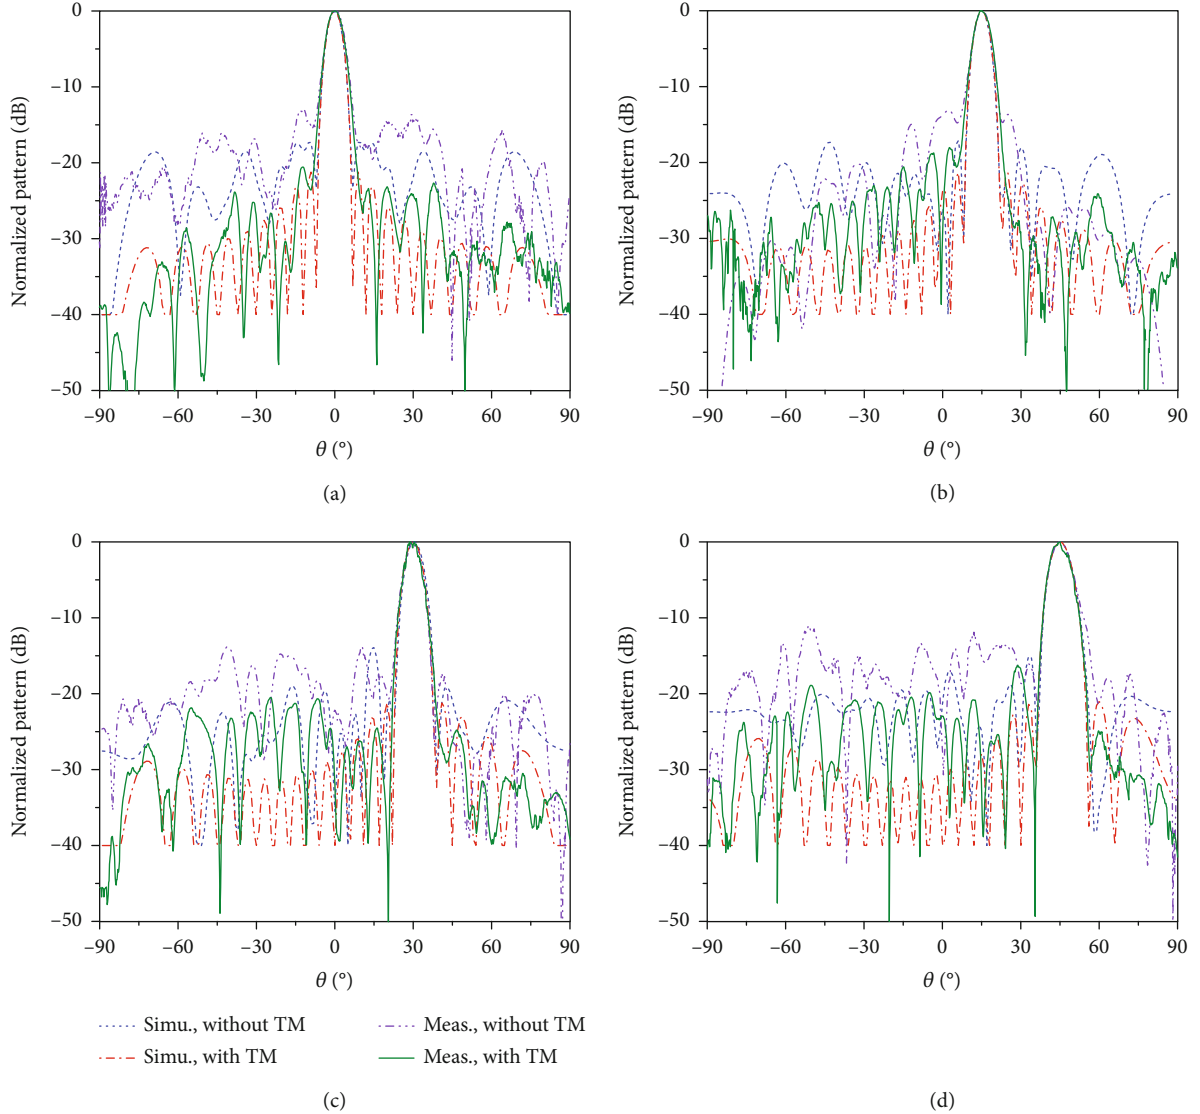 0
−10
−20
−30
−40
−50
Normalized pattern (dB)
−90 −60 −30 0 30 60 90
θ (°)
(a)
0
−10
−20
−30
−40
−50
Normalized pattern (dB)
−90 −60 −30 0 30 60 90
θ (°)
(b)
0
−10
−20
−30
−40
−50
Normalized pattern (dB)
−90 −60 −30 0 30 60 90
θ (°)
Simu., without TM
Simu., with TM
Meas., without TM
Meas., with TM
(c)
0
−10
−20
−30
−40
−50
Normalized pattern (dB)
−90 −60 −30 0 30 60 90
θ (°)
(d)